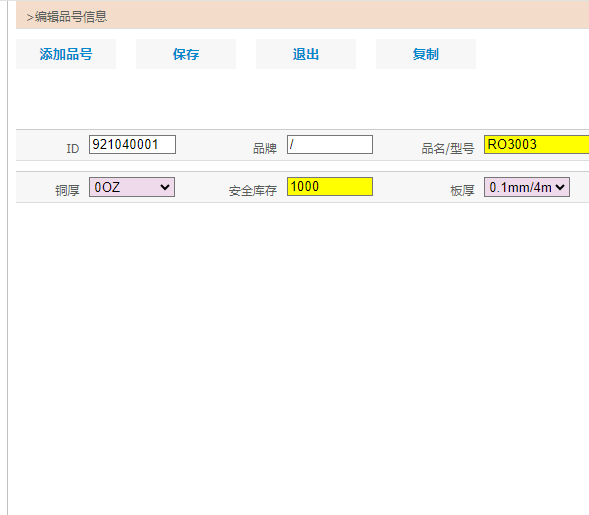 >编辑品号信息
添加品号 保存 退出 复制
ID 921040001 品牌 / 品名/型号 RO3003
铜厚 0OZ 安全库存 1000 板厚 0.1mm/4m